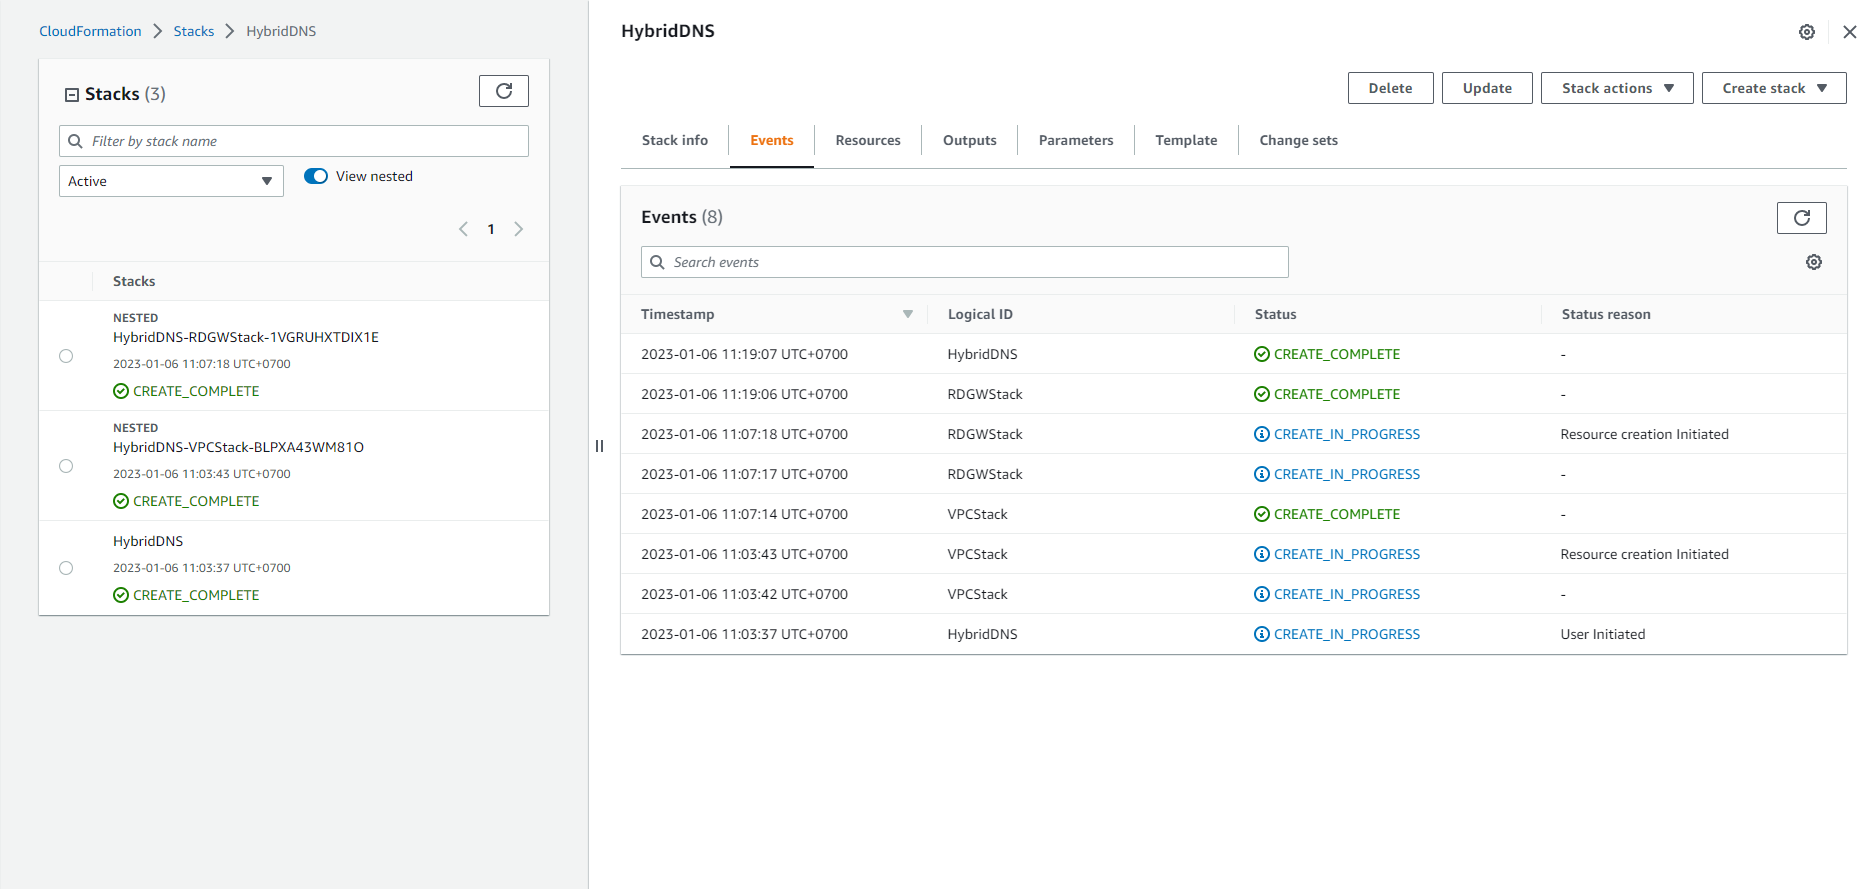 CloudFormation > Stacks > HybridDNS
Stacks (3)
Filter by stack name
Active
View nested
1
Stacks
NESTED
HybridDNS-RDGWStack-1VGRUHXTDIX1E
2023-01-06 11:07:18 UTC+0700
CREATE_COMPLETE
NESTED
HybridDNS-VPCStack-BLPXA43WM81O
2023-01-06 11:03:43 UTC+0700
CREATE_COMPLETE
HybridDNS
2023-01-06 11:03:37 UTC+0700
CREATE_COMPLETE
HybridDNS
Delete Update Stack actions Create stack
Stack info Events Resources Outputs Parameters Template Change sets
Events (8)
Search events
Timestamp Logical ID Status Status reason
2023-01-06 11:19:07 UTC+0700 HybridDNS CREATE_COMPLETE -
2023-01-06 11:19:06 UTC+0700 RDGWStack CREATE_COMPLETE -
2023-01-06 11:07:18 UTC+0700 RDGWStack CREATE_IN_PROGRESS Resource creation Initiated
2023-01-06 11:07:17 UTC+0700 RDGWStack CREATE_IN_PROGRESS -
2023-01-06 11:07:14 UTC+0700 VPCStack CREATE_COMPLETE -
2023-01-06 11:03:43 UTC+0700 VPCStack CREATE_IN_PROGRESS Resource creation Initiated
2023-01-06 11:03:42 UTC+0700 VPCStack CREATE_IN_PROGRESS -
2023-01-06 11:03:37 UTC+0700 HybridDNS CREATE_IN_PROGRESS User Initiated